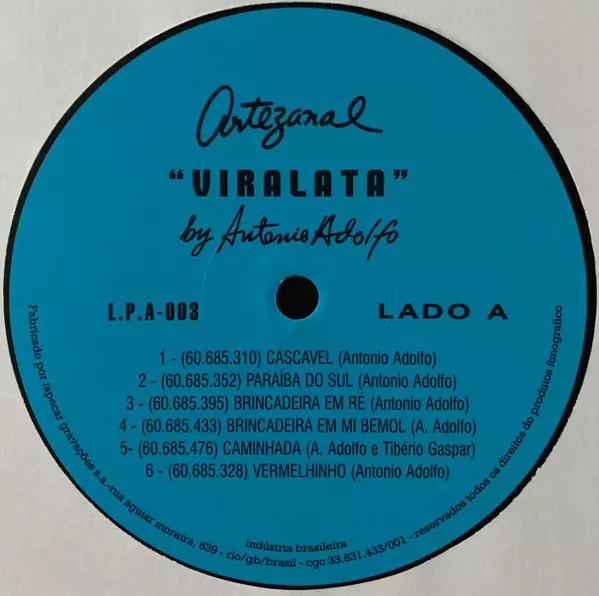 Artezanal
“VIRALATA”
by Antonio Adolfo
L.P.A-003
LADO A
1 - (60.685.310) CASCAVEL (Antonio Adolfo)
2 - (60.685.352) PARAÍBA DO SUL (Antonio Adolfo)
3 - (60.685.395) BRINCADEIRA EM RÉ (Antonio Adolfo)
4 - (60.685.433) BRINCADEIRA EM MI BEMOL (A. Adolfo)
5- (60.685.476) CAMINHADA (A. Adolfo e Tibério Gaspar)
6 - (60.685.328) VERMELHINHO (Antonio Adolfo)
indústria brasileira
Fabricado por tapecar gravações s.a.-rua aguiar moreira, 639 - rio/gb/brasil - cgc 33.631.433/001 - reservados todos os direitos do produtos fonografico